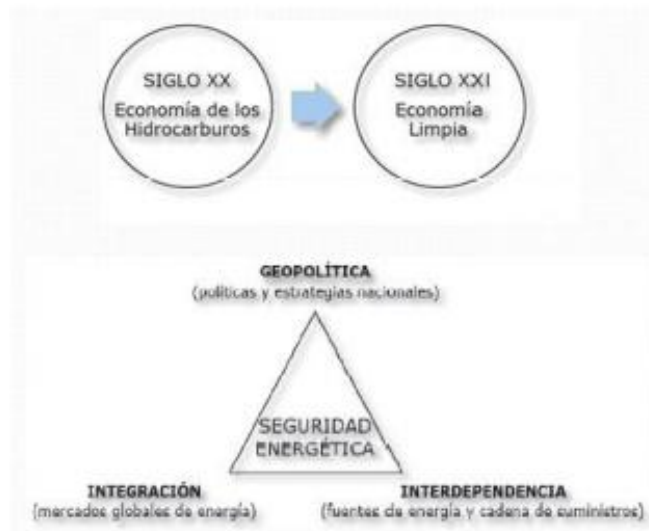 SIGLO XX
Economía de los
Hidrocarburos
SIGLO XXI
Economía
Limpia
GEOPOLÍTICA
(políticas y estrategias nacionales)
SEGURIDAD
ENERGÉTICA
INTEGRACIÓN
(mercados globales de energía)
INTERDEPENDENCIA
(fuentes de energía y cadena de suministros)